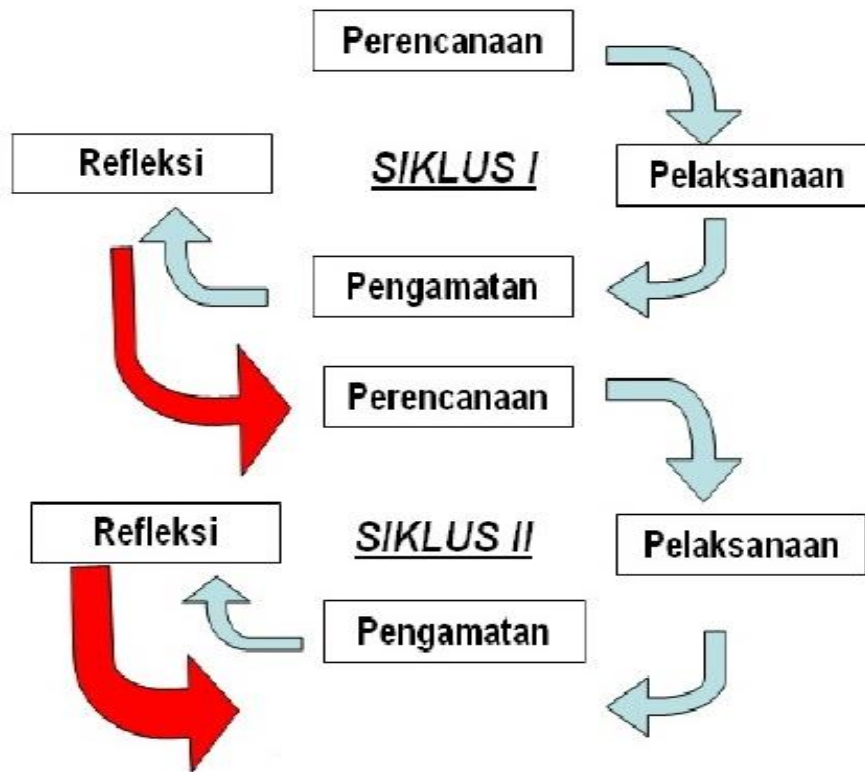 Perencanaan
Refleksi
SIKLUS I
Pelaksanaan
Pengamatan
Perencanaan
Refleksi
SIKLUS II
Pelaksanaan
Pengamatan